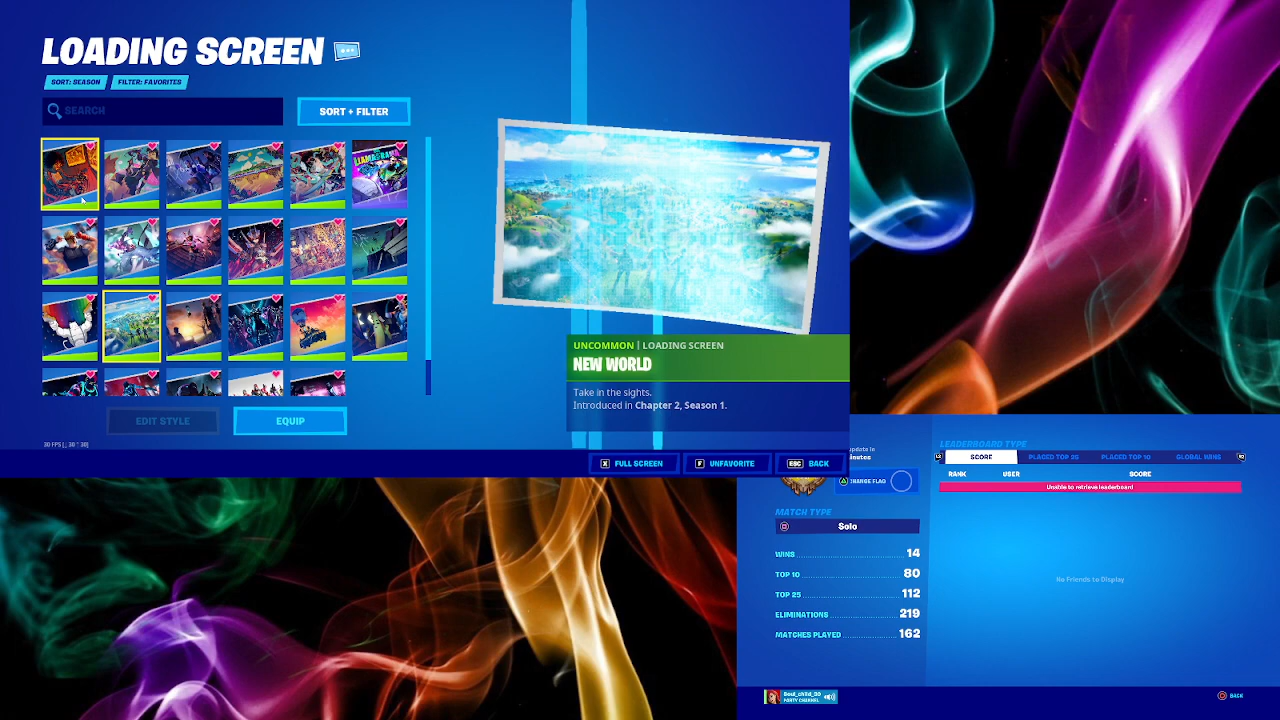 LOADING SCREEN
SORT: SEASON
FILTER: FAVORITES
SEARCH
SORT + FILTER
UNCOMMON | LOADING SCREEN
NEW WORLD
Take in the sights.
Introduced in Chapter 2, Season 1.
EDIT STYLE
EQUIP
X FULL SCREEN
F UNFAVORITE
ESC BACK
CHANGE FLAG
MATCH TYPE
Solo
WINS 14
TOP 10 80
TOP 25 112
ELIMINATIONS 219
MATCHES PLAYED 162
LEADERBOARD TYPE
SCORE PLACED TOP 25 PLACED TOP 10 GLOBAL WINS
RANK USER SCORE
Unable to retrieve leaderboard
No Friends to Display
PARTY CHANNEL
BACK